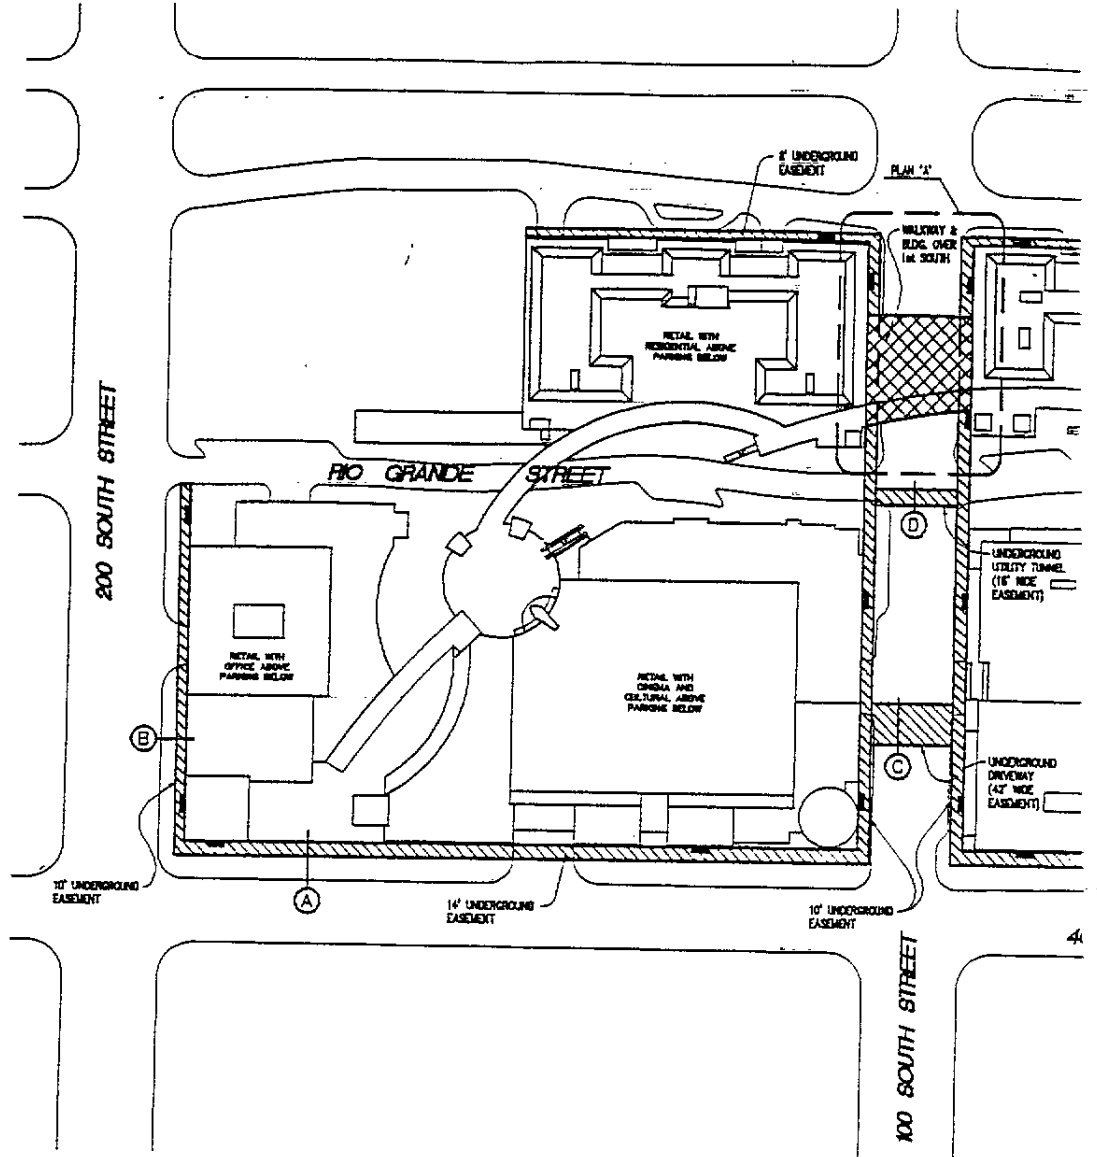 8' UNDERGROUND
EASEMENT
PLAN "A"
WALKWAY &
BLDG. OVER
1st SOUTH
RETAIL WITH
RESIDENTIAL ABOVE
PARKING BELOW
200 SOUTH STREET
RIO GRANDE STREET
D
UNDERGROUND
UTILITY TUNNEL
(16' WIDE
EASEMENT)
RETAIL WITH
OFFICE ABOVE
PARKING BELOW
RETAIL WITH
CINEMA AND
CULTURAL ABOVE
PARKING BELOW
B
C
UNDERGROUND
DRIVEWAY
(42' WIDE
EASEMENT)
10' UNDERGROUND
EASEMENT
A
14' UNDERGROUND
EASEMENT
10' UNDERGROUND
EASEMENT
100 SOUTH STREET